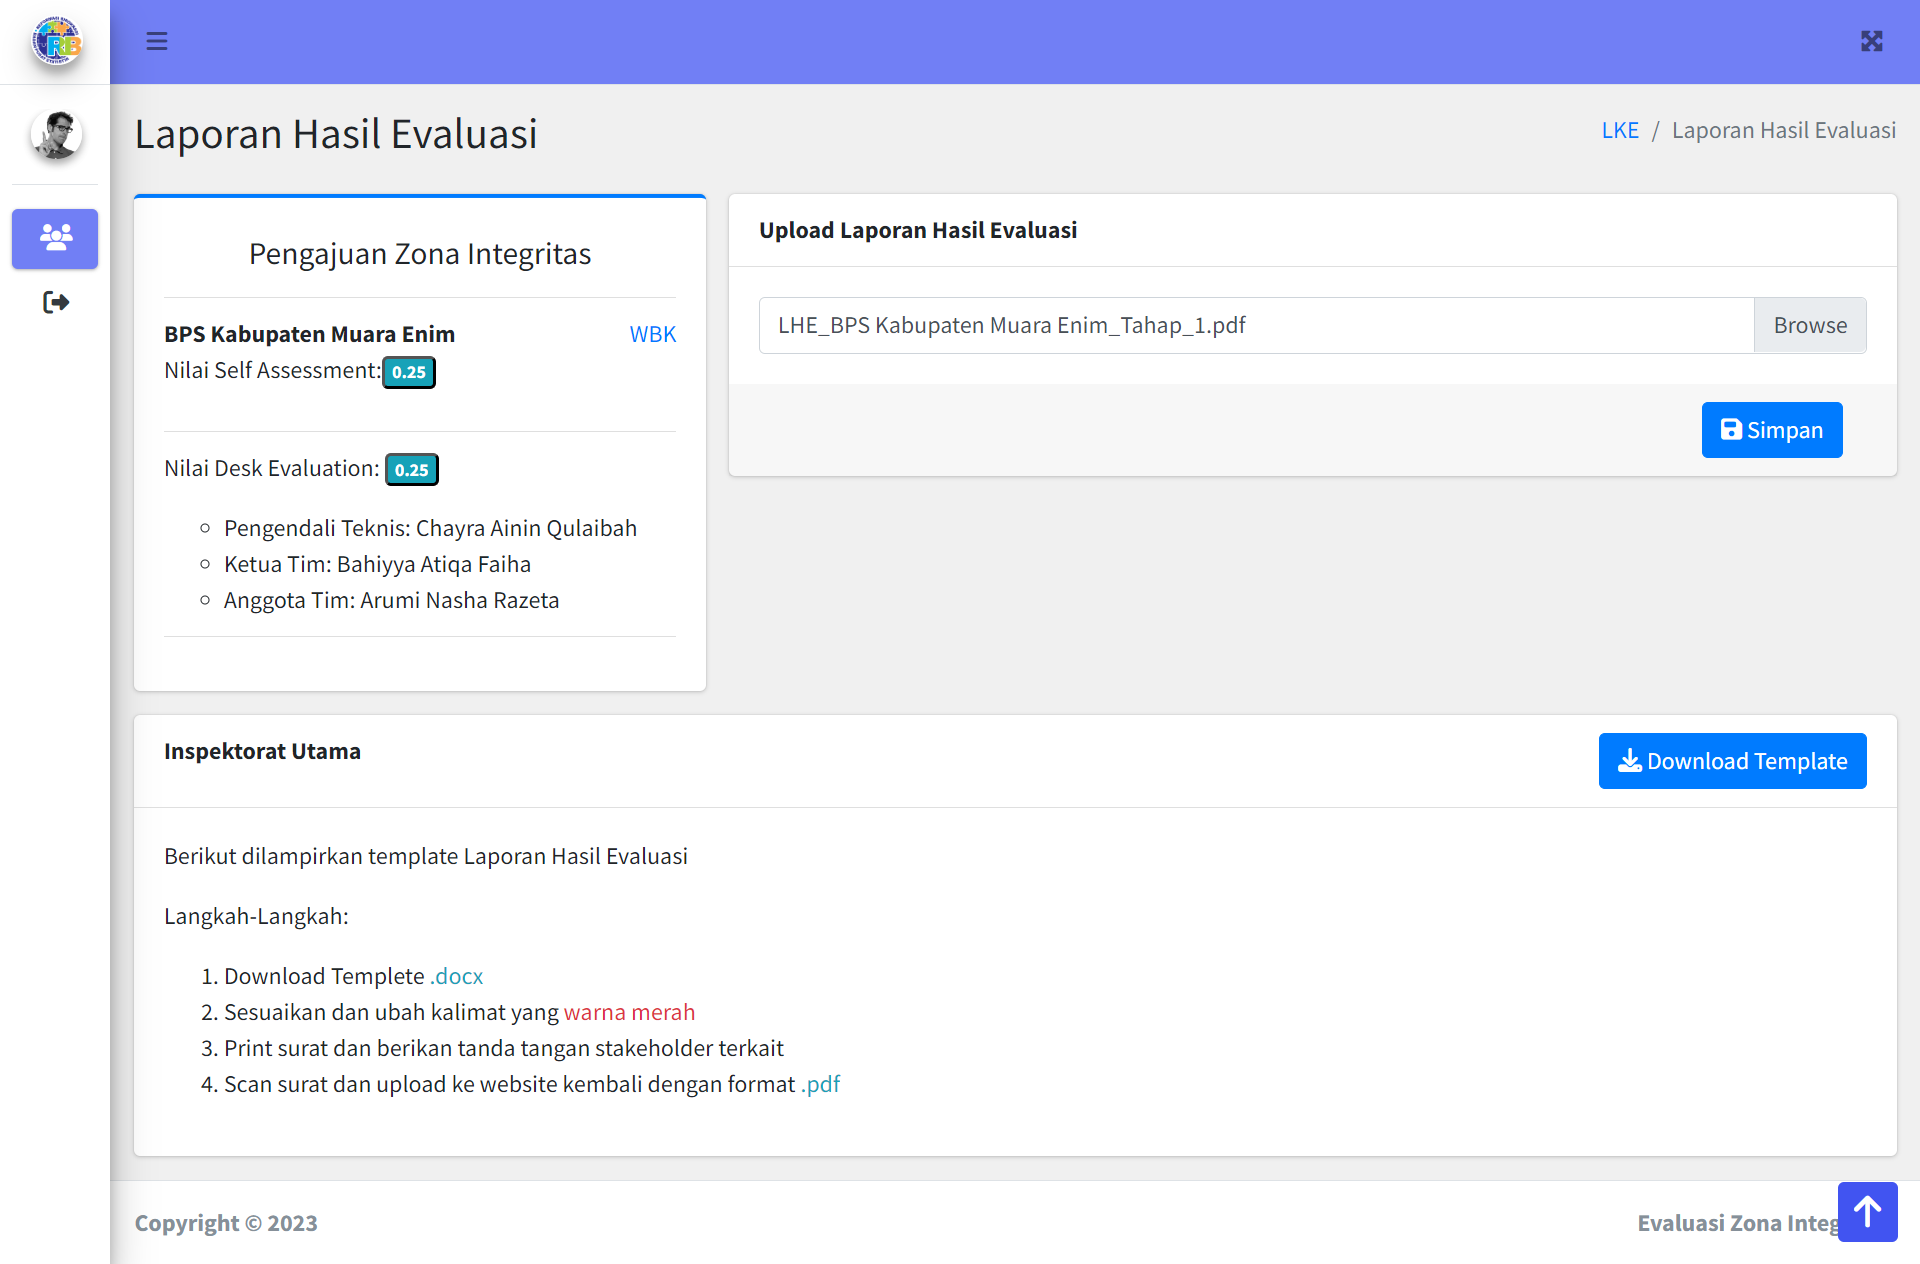 RB
Laporan Hasil Evaluasi
LKE / Laporan Hasil Evaluasi
Pengajuan Zona Integritas
BPS Kabupaten Muara Enim WBK
Nilai Self Assessment: 0.25
Nilai Desk Evaluation: 0.25
Pengendali Teknis: Chayra Ainin Qulaibah
Ketua Tim: Bahiyya Atiqa Faiha
Anggota Tim: Arumi Nasha Razeta
Upload Laporan Hasil Evaluasi
LHE_BPS Kabupaten Muara Enim_Tahap_1.pdf Browse
Simpan
Inspektorat Utama
Download Template
Berikut dilampirkan template Laporan Hasil Evaluasi
Langkah-Langkah:
1. Download Templete .docx
2. Sesuaikan dan ubah kalimat yang warna merah
3. Print surat dan berikan tanda tangan stakeholder terkait
4. Scan surat dan upload ke website kembali dengan format .pdf
Copyright © 2023
Evaluasi Zona Integ